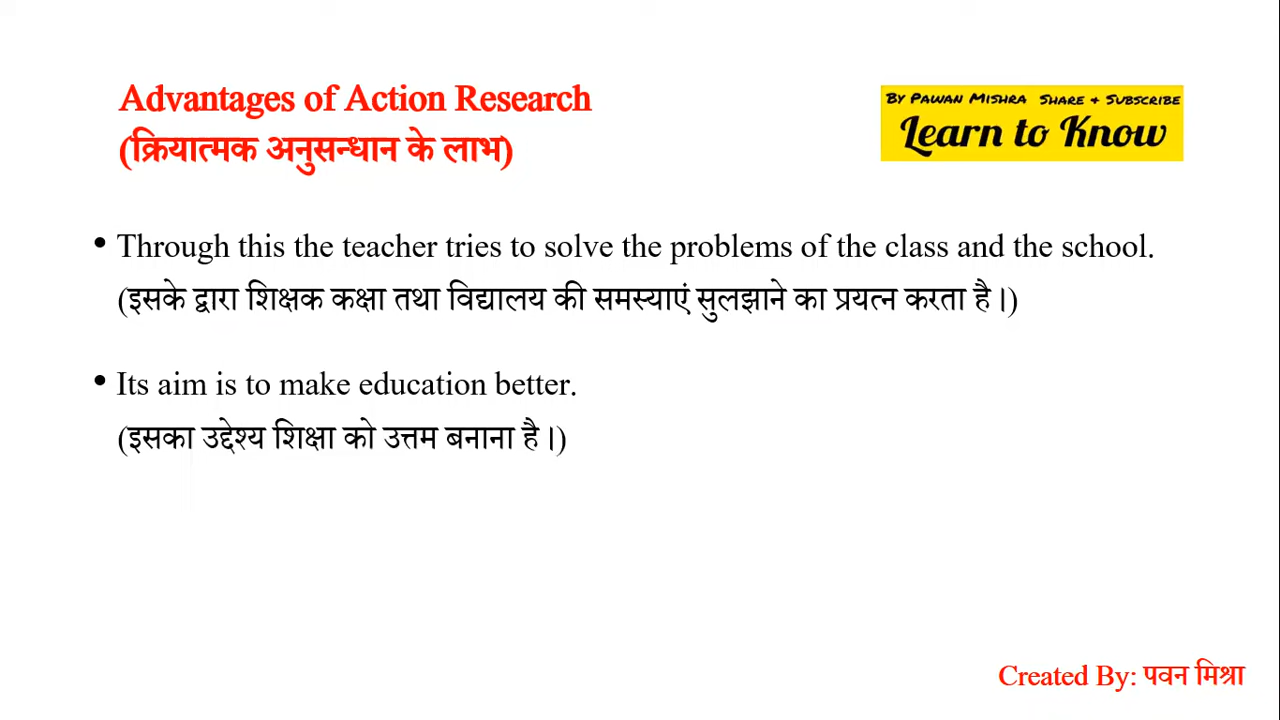 Advantages of Action Research
(क्रियात्मक अनुसन्धान के लाभ)
By Pawan Mishra Share & Subscribe
Learn to Know
• Through this the teacher tries to solve the problems of the class and the school.
(इसके द्वारा शिक्षक कक्षा तथा विद्यालय की समस्याएं सुलझाने का प्रयत्न करता है।)
• Its aim is to make education better.
(इसका उद्देश्य शिक्षा को उत्तम बनाना है।)
Created By: पवन मिश्रा